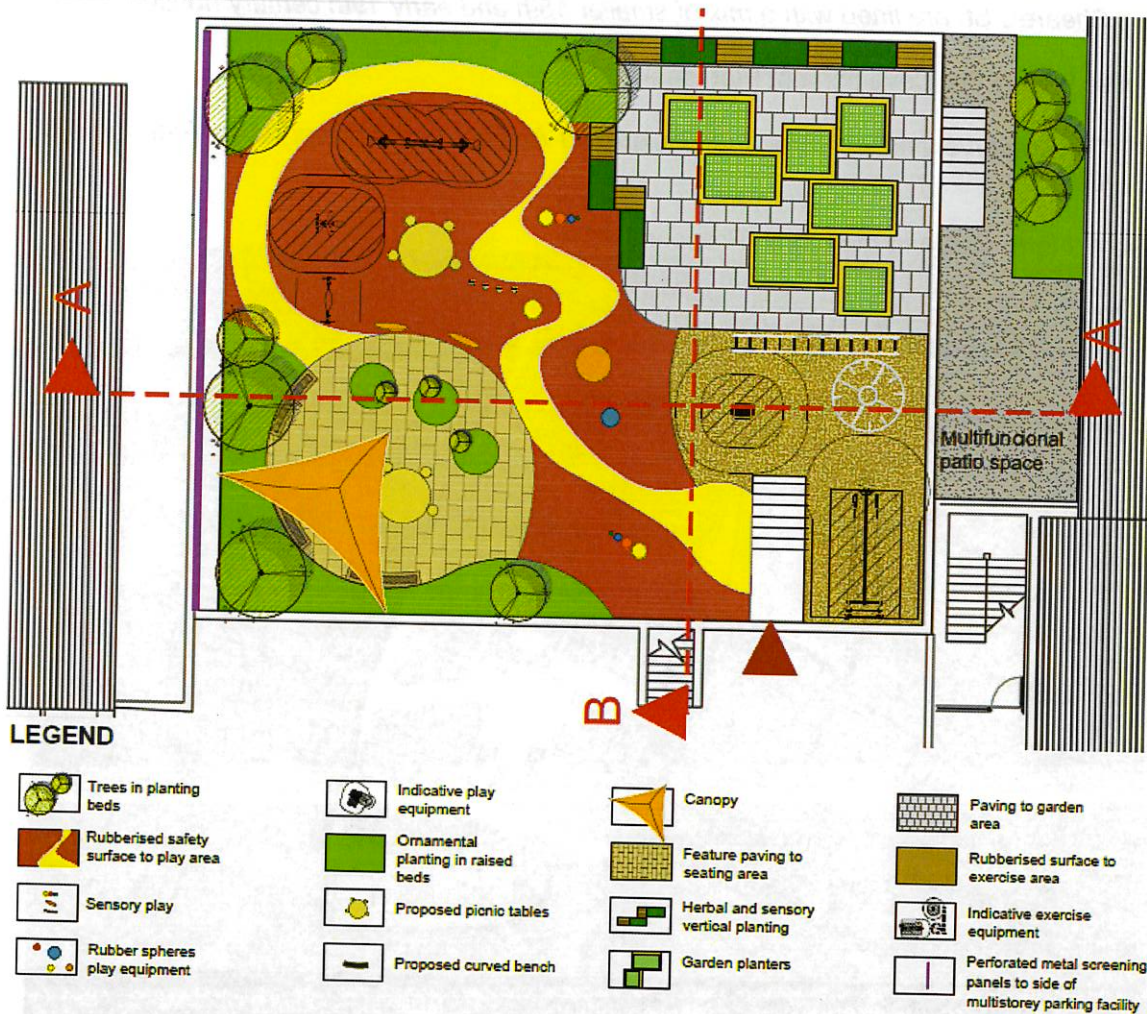 A
A
Multifuncional
patio space
B
LEGEND
Trees in planting
beds
Rubberised safety
surface to play area
Sensory play
Rubber spheres
play equipment
Indicative play
equipment
Ornamental
planting in raised
beds
Proposed picnic tables
Proposed curved bench
Canopy
Feature paving to
seating area
Herbal and sensory
vertical planting
Garden planters
Paving to garden
area
Rubberised surface to
exercise area
Indicative exercise
equipment
Perforated metal screening
panels to side of
multistorey parking facility